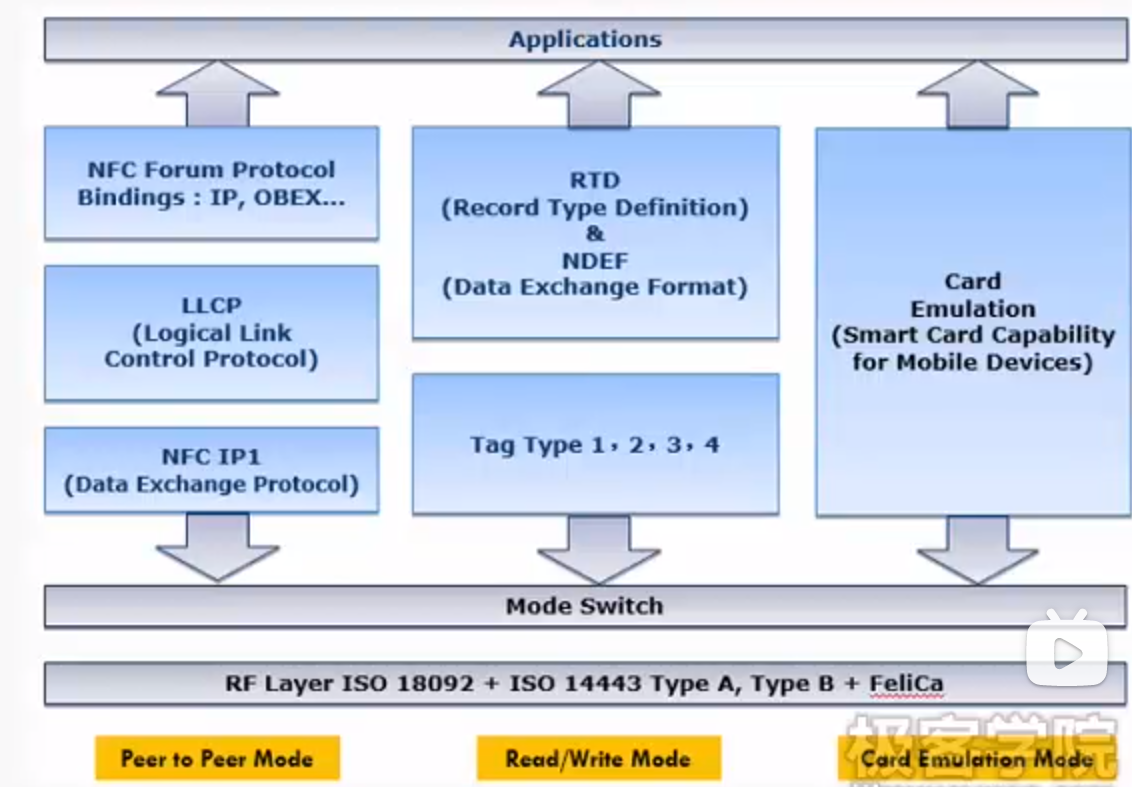 Applications
NFC Forum Protocol
Bindings : IP, OBEX...
LLCP
(Logical Link
Control Protocol)
NFC IP1
(Data Exchange Protocol)
RTD
(Record Type Definition)
&
NDEF
(Data Exchange Format)
Tag Type 1，2，3，4
Card
Emulation
(Smart Card Capability
for Mobile Devices)
Mode Switch
RF Layer ISO 18092 + ISO 14443 Type A, Type B + FeliCa
Peer to Peer Mode
Read/Write Mode
Card Emulation Mode
极客学院